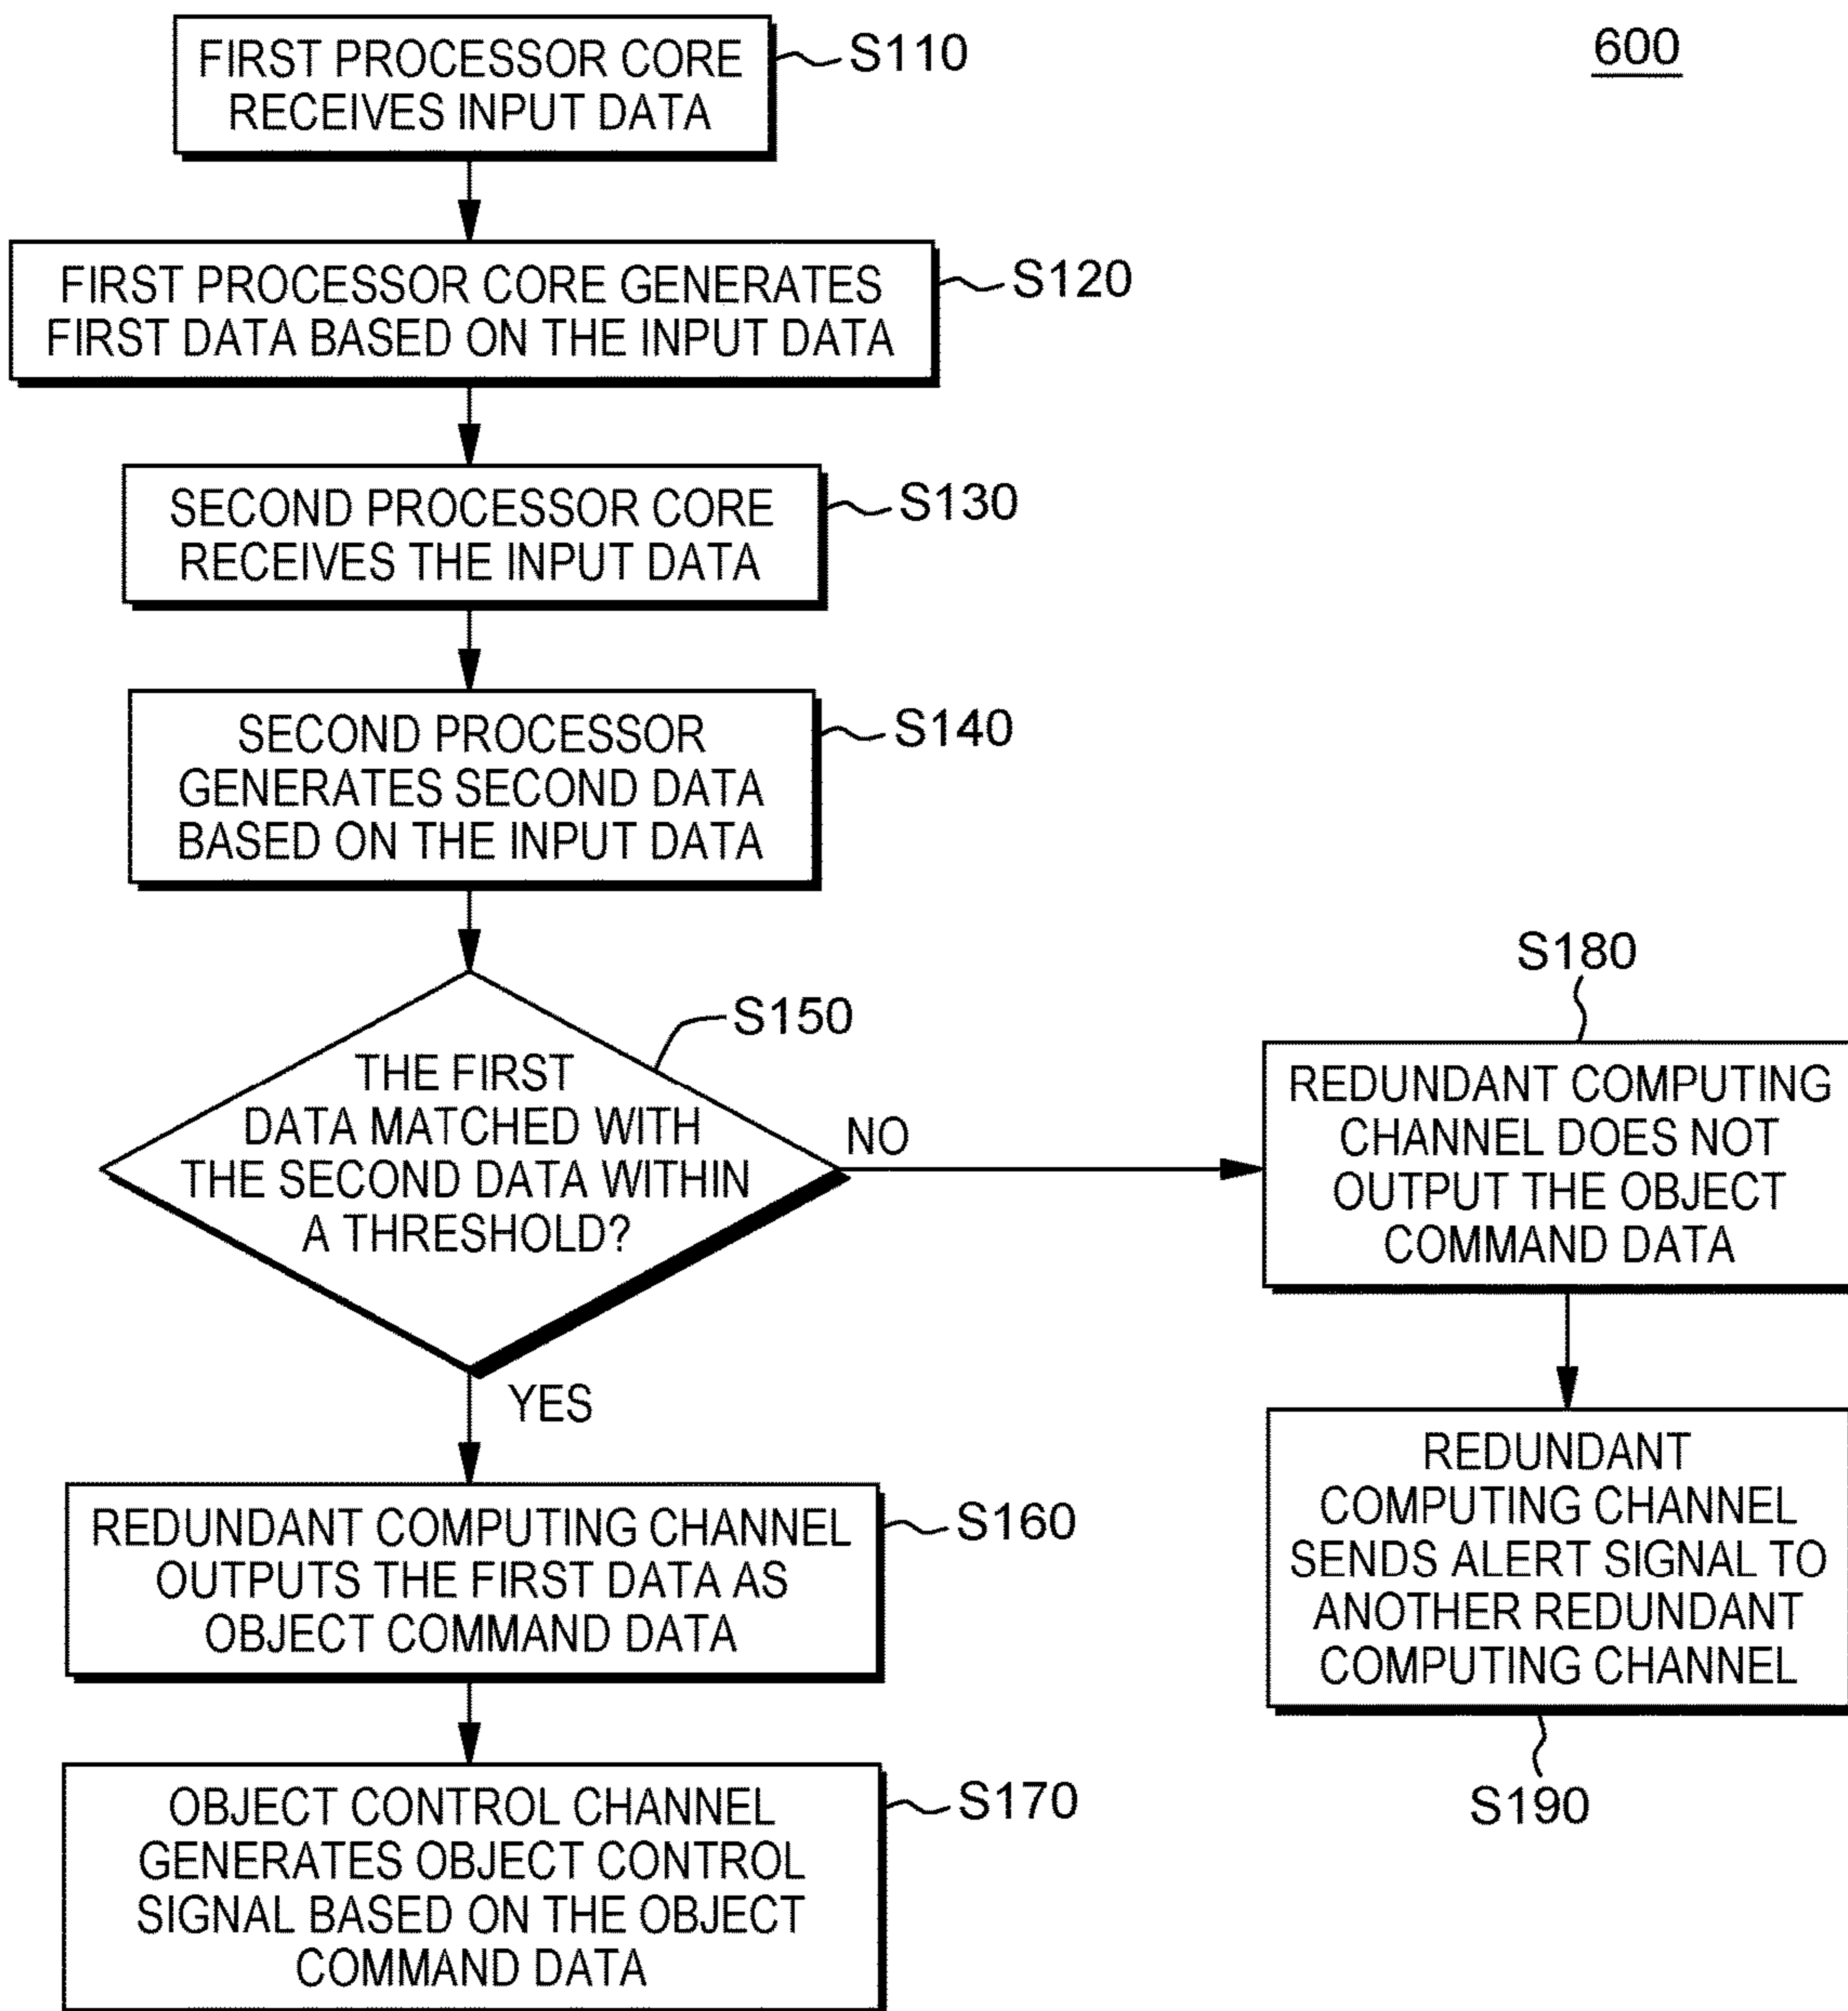 600
FIRST PROCESSOR CORE
RECEIVES INPUT DATA
S110
FIRST PROCESSOR CORE GENERATES
FIRST DATA BASED ON THE INPUT DATA
S120
SECOND PROCESSOR CORE
RECEIVES THE INPUT DATA
S130
SECOND PROCESSOR
GENERATES SECOND DATA
BASED ON THE INPUT DATA
S140
THE FIRST
DATA MATCHED WITH
THE SECOND DATA WITHIN
A THRESHOLD?
S150
NO
YES
REDUNDANT COMPUTING CHANNEL
OUTPUTS THE FIRST DATA AS
OBJECT COMMAND DATA
S160
OBJECT CONTROL CHANNEL
GENERATES OBJECT CONTROL
SIGNAL BASED ON THE OBJECT
COMMAND DATA
S170
S180
REDUNDANT COMPUTING
CHANNEL DOES NOT
OUTPUT THE OBJECT
COMMAND DATA
REDUNDANT
COMPUTING CHANNEL
SENDS ALERT SIGNAL TO
ANOTHER REDUNDANT
COMPUTING CHANNEL
S190